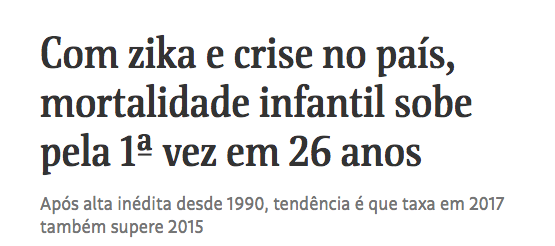 Com zika e crise no país,
mortalidade infantil sobe
pela 1ª vez em 26 anos
Após alta inédita desde 1990, tendência é que taxa em 2017
também supere 2015